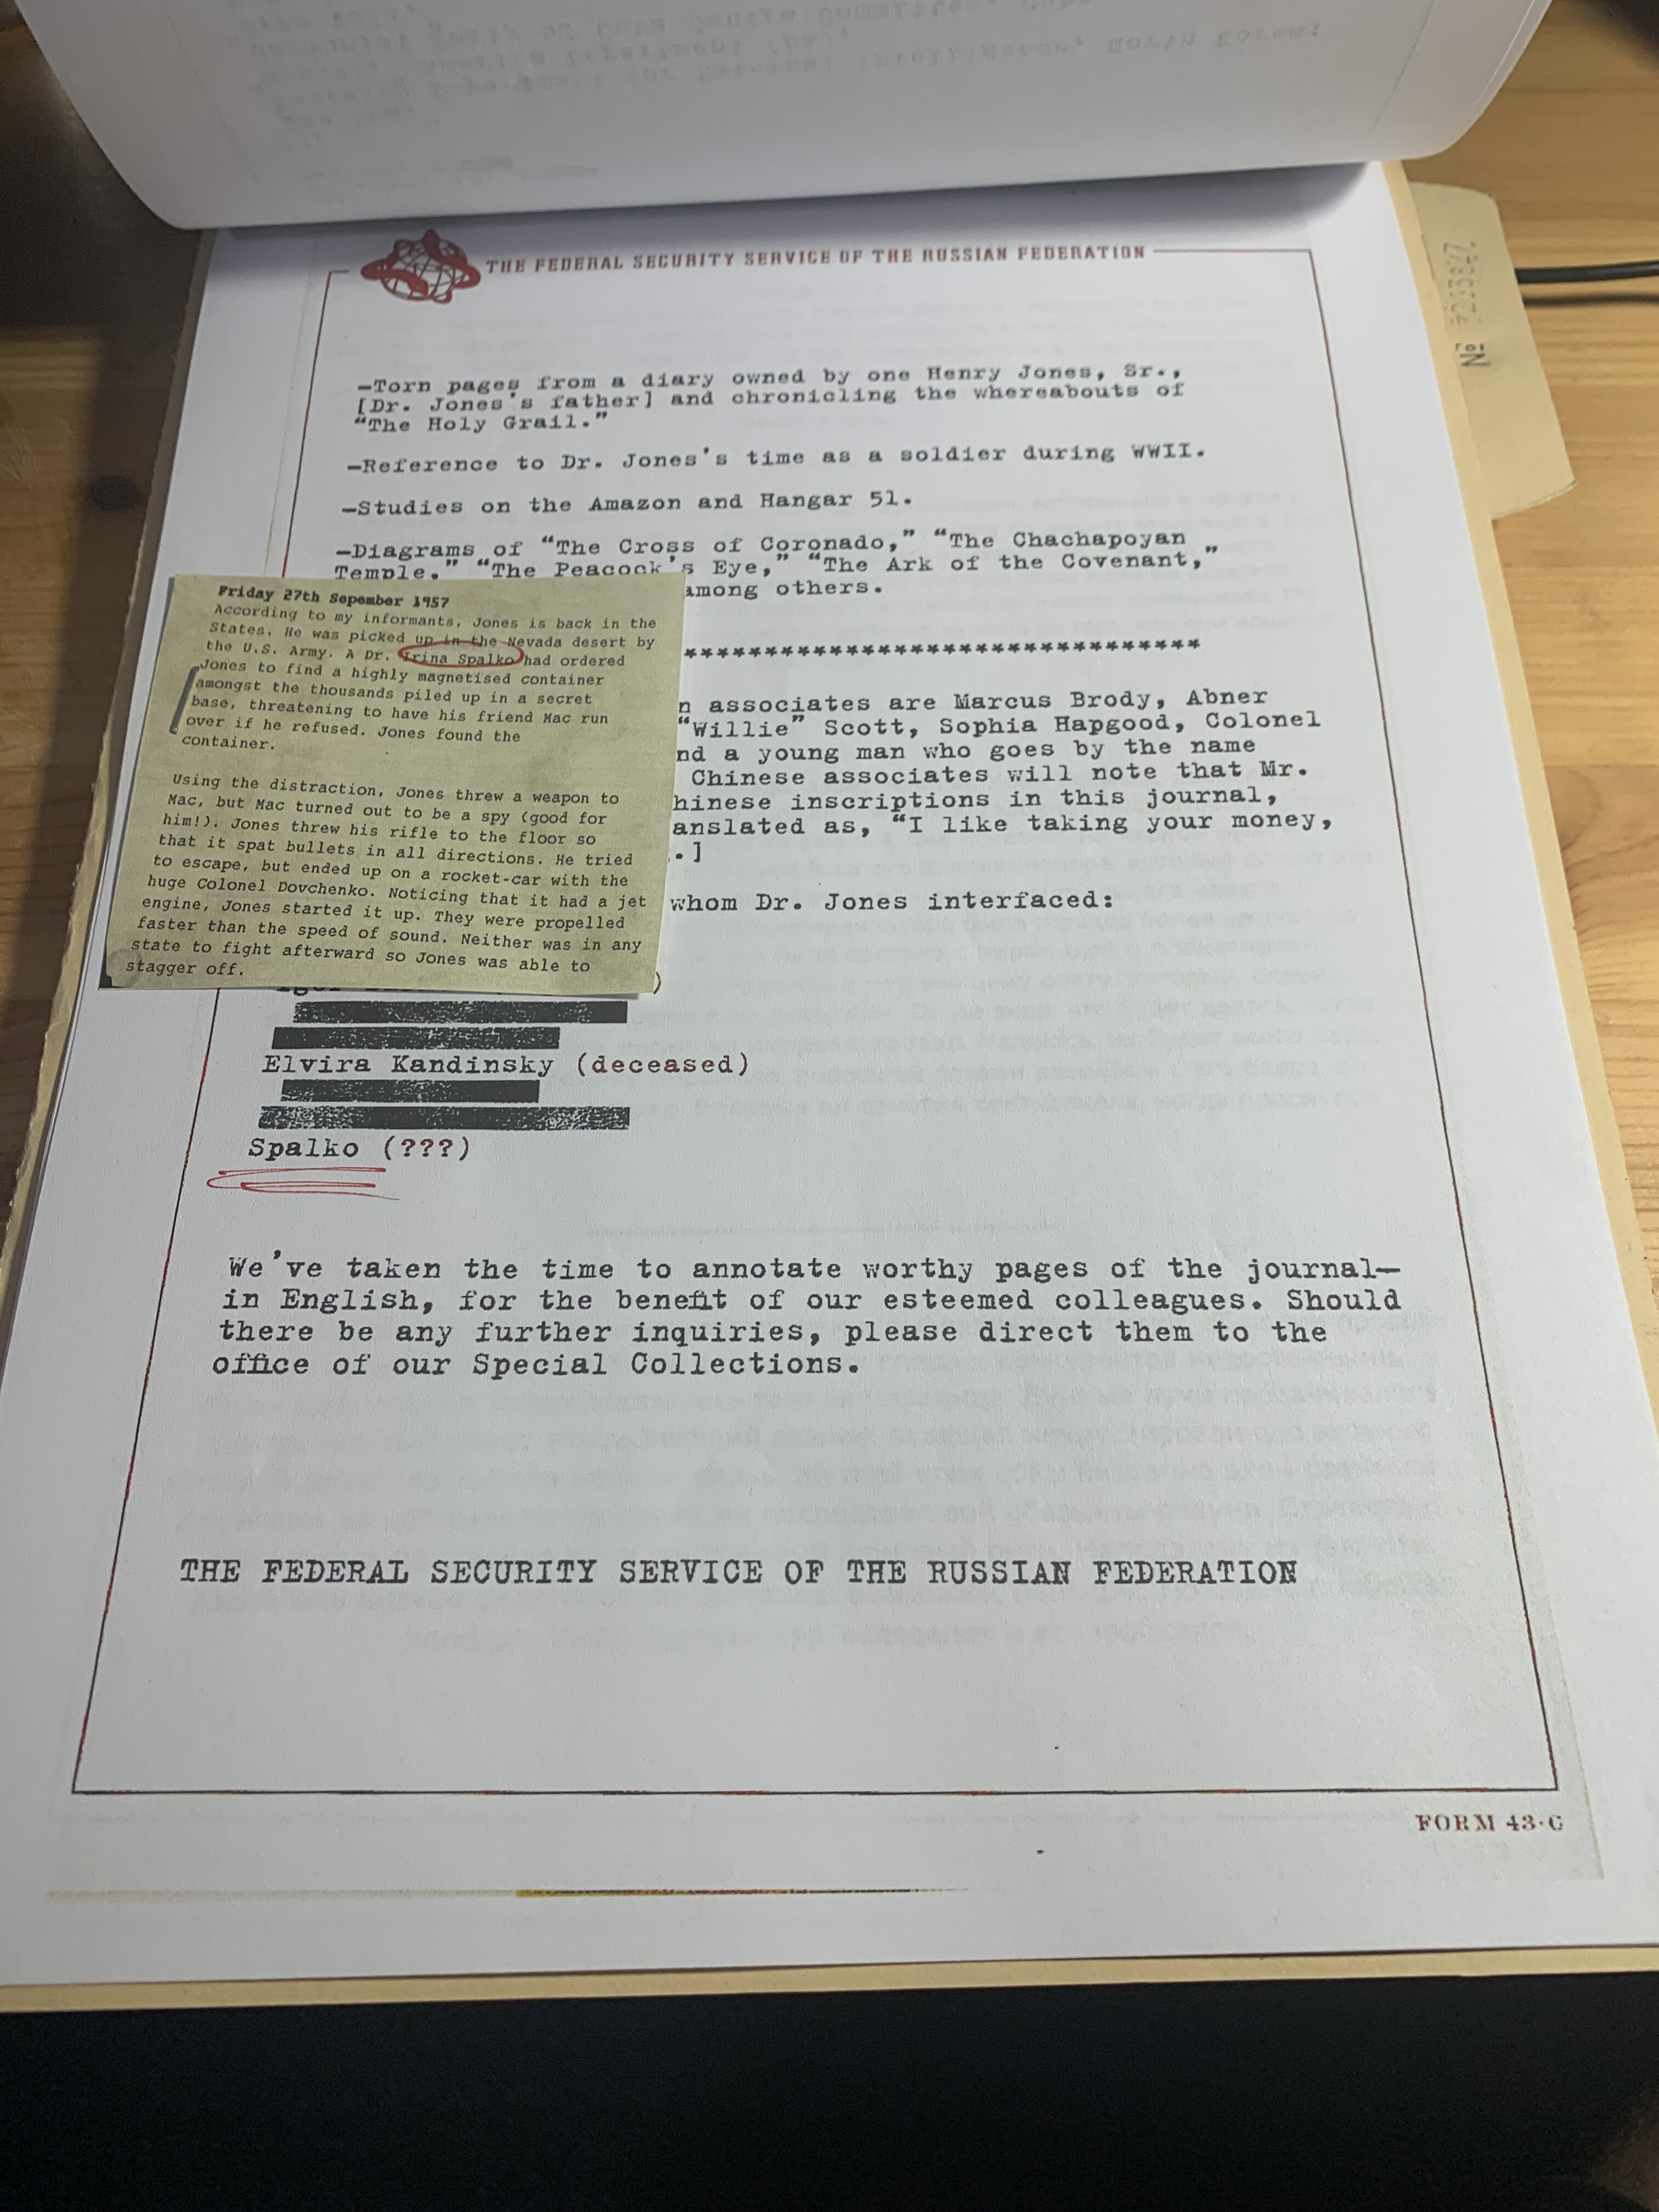 THE FEDERAL SECURITY SERVICE OF THE RUSSIAN FEDERATION
—Torn pages from a diary owned by one Henry Jones, Sr.,
[Dr. Jones's father] and chronicling the whereabouts of
“The Holy Grail.”
—Reference to Dr. Jones's time as a soldier during WWII.
—Studies on the Amazon and Hangar 51.
—Diagrams of “The Cross of Coronado,” “The Chachapoyan
Temple,” “The Peacock's Eye,” “The Ark of the Covenant,”
among others.
Friday 27th Sepember 1957
According to my informants, Jones is back in the
States. He was picked up in the Nevada desert by
the U.S. Army. A Dr. Irina Spalko had ordered
Jones to find a highly magnetised container
amongst the thousands piled up in a secret
base, threatening to have his friend Mac run
over if he refused. Jones found the
container.
Using the distraction, Jones threw a weapon to
Mac, but Mac turned out to be a spy (good for
him!). Jones threw his rifle to the floor so
that it spat bullets in all directions. He tried
to escape, but ended up on a rocket-car with the
huge Colonel Dovchenko. Noticing that it had a jet
engine, Jones started it up. They were propelled
faster than the speed of sound. Neither was in any
state to fight afterward so Jones was able to
stagger off.
*******************************
n associates are Marcus Brody, Abner
“Willie” Scott, Sophia Hapgood, Colonel
nd a young man who goes by the name
Chinese associates will note that Mr.
hinese inscriptions in this journal,
anslated as, “I like taking your money,
.]
whom Dr. Jones interfaced:
Elvira Kandinsky (deceased)
Spalko (???)
We've taken the time to annotate worthy pages of the journal—
in English, for the benefit of our esteemed colleagues. Should
there be any further inquiries, please direct them to the
office of our Special Collections.
THE FEDERAL SECURITY SERVICE OF THE RUSSIAN FEDERATION
FORM 43-C